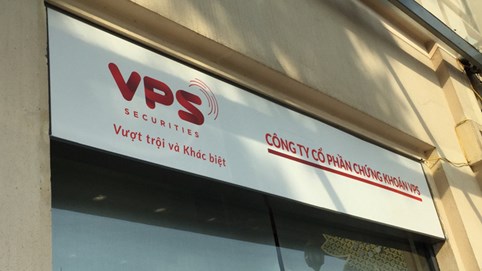 VPS
SECURITIES
Vượt trội và Khác biệt
CÔNG TY CỔ PHẦN CHỨNG KHOÁN VPS